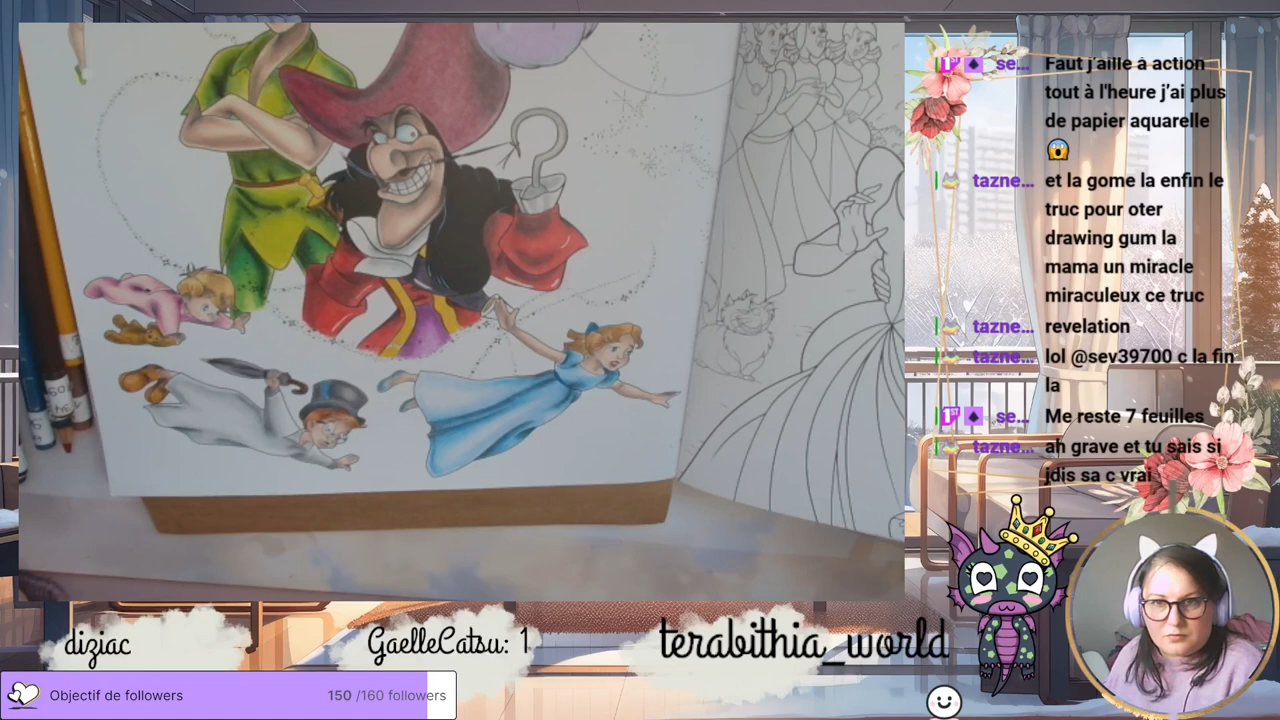 se... Faut j'aille à action
tout à l'heure j'ai plus
de papier aquarelle
😱
tazne... et la gome la enfin le
truc pour oter
drawing gum la
mama un miracle
miraculeux ce truc
tazne... revelation
tazne... lol @sev39700 c la fin
la
se... Me reste 7 feuilles
tazne... ah grave et tu sais si
jdis sa c vrai
diziac
GaelleCatsu: 1
terabithia_world
Objectif de followers 150 /160 followers